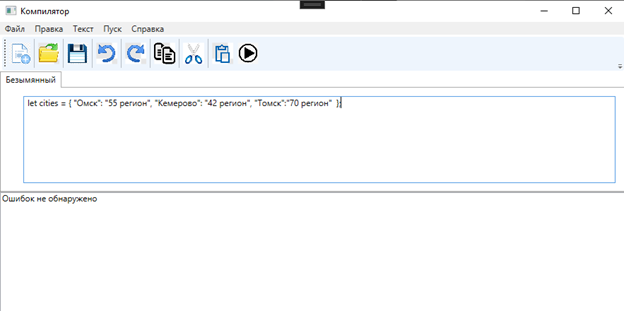 Компилятор
Файл Правка Текст Пуск Справка
Безымянный
let cities = { "Омск": "55 регион", "Кемерово": "42 регион", "Томск":"70 регион" };
Ошибок не обнаружено